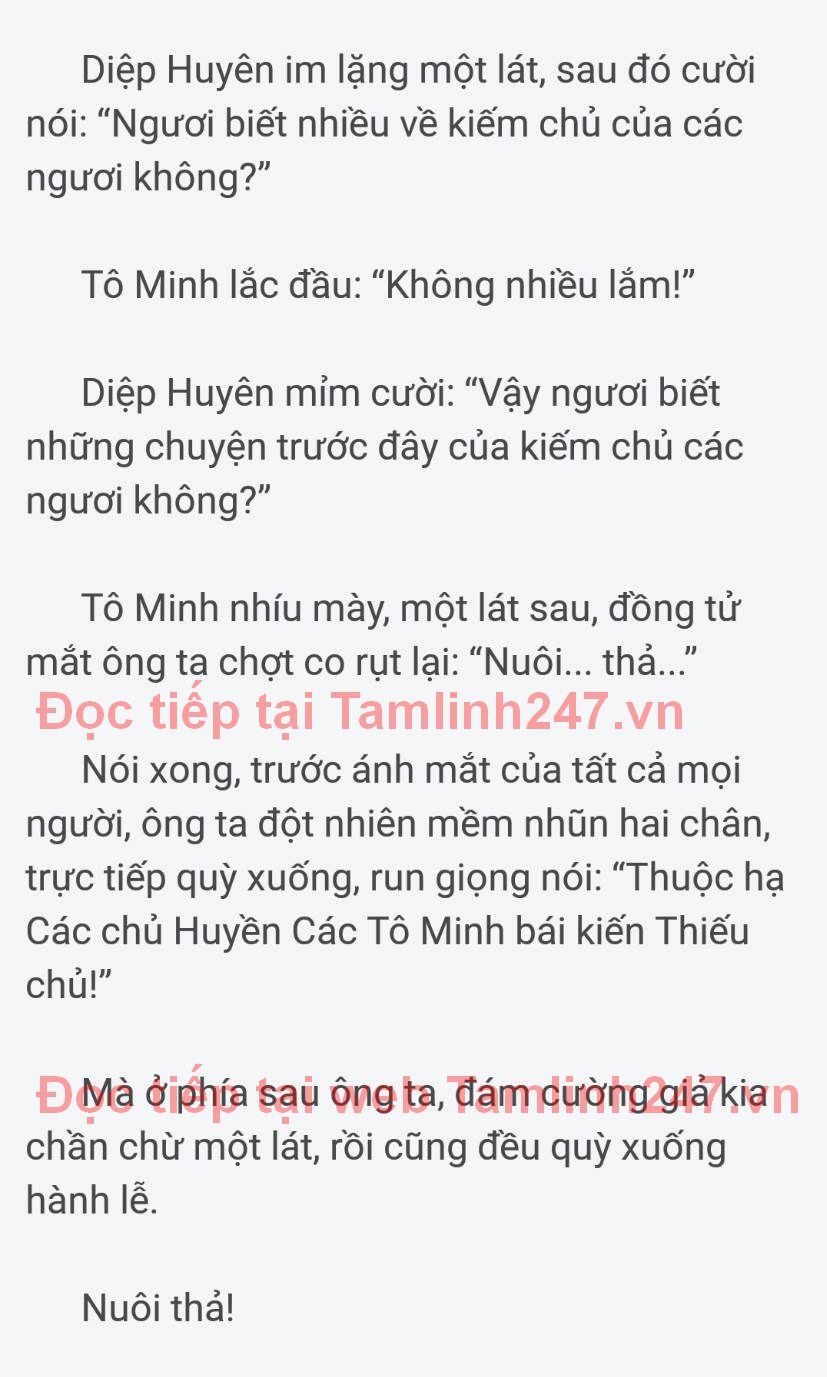 Diệp Huyên im lặng một lát, sau đó cười
nói: “Ngươi biết nhiều về kiếm chủ của các
ngươi không?”
Tô Minh lắc đầu: “Không nhiều lắm!”
Diệp Huyên mỉm cười: “Vậy ngươi biết
những chuyện trước đây của kiếm chủ các
ngươi không?”
Tô Minh nhíu mày, một lát sau, đồng tử
mắt ông ta chợt co rụt lại: “Nuôi... thả...”
Đọc tiếp tại Tamlinh247.vn
Nói xong, trước ánh mắt của tất cả mọi
người, ông ta đột nhiên mềm nhũn hai chân,
trực tiếp quỳ xuống, run giọng nói: “Thuộc hạ
Các chủ Huyền Các Tô Minh bái kiến Thiếu
chủ!”
Mà ở phía sau ông ta, đám cường giả kia
Đọc tiếp tại web Tamlinh247.vn
chần chừ một lát, rồi cũng đều quỳ xuống
hành lễ.
Nuôi thả!